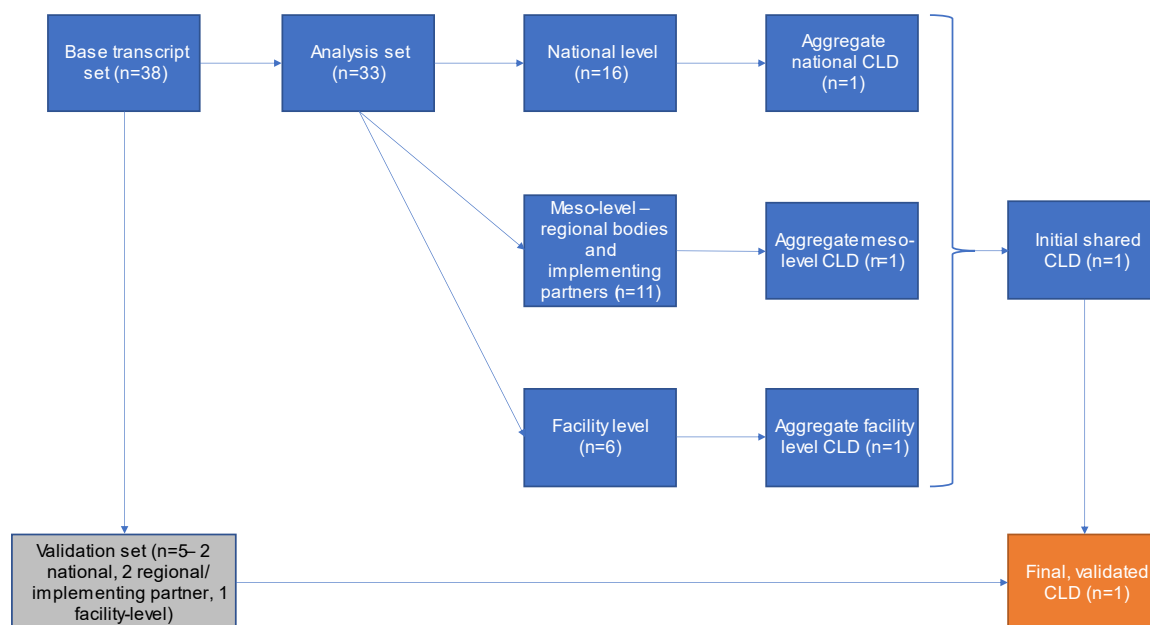 Base transcript
set (n=38)
Analysis set
(n=33)
National level
(n=16)
Aggregate
national CLD
(n=1)
Meso-level –
regional bodies
and
implementing
partners (n=11)
Aggregate meso-
level CLD (n=1)
Initial shared
CLD (n=1)
Facility level
(n=6)
Aggregate facility
level CLD (n=1)
Validation set (n=5– 2
national, 2 regional/
implementing partner, 1
facility-level)
Final, validated
CLD (n=1)